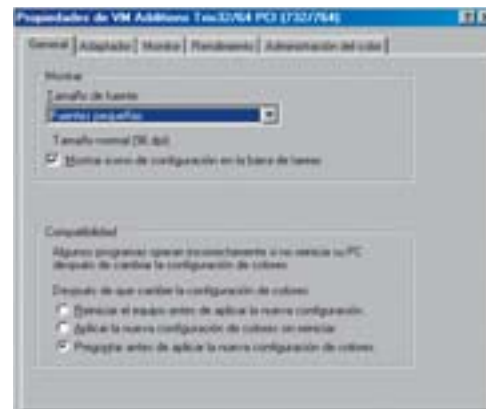 Propiedades de VM Additions Trio32/64 PCI (732/764)
General Adaptador Monitor Rendimiento Administración del color
Mostrar
Tamaño de fuente
Fuentes pequeñas
Tamaño normal (96 dpi)
Mostrar icono de configuración en la barra de tareas
Compatibilidad
Algunos programas operan incorrectamente si no reinicia su PC
después de cambiar la configuración de colores
Después de que cambie la configuración de colores:
Reiniciar el equipo antes de aplicar la nueva configuración.
Aplicar la nueva configuración de colores sin reiniciar
Preguntar antes de aplicar la nueva configuración de colores